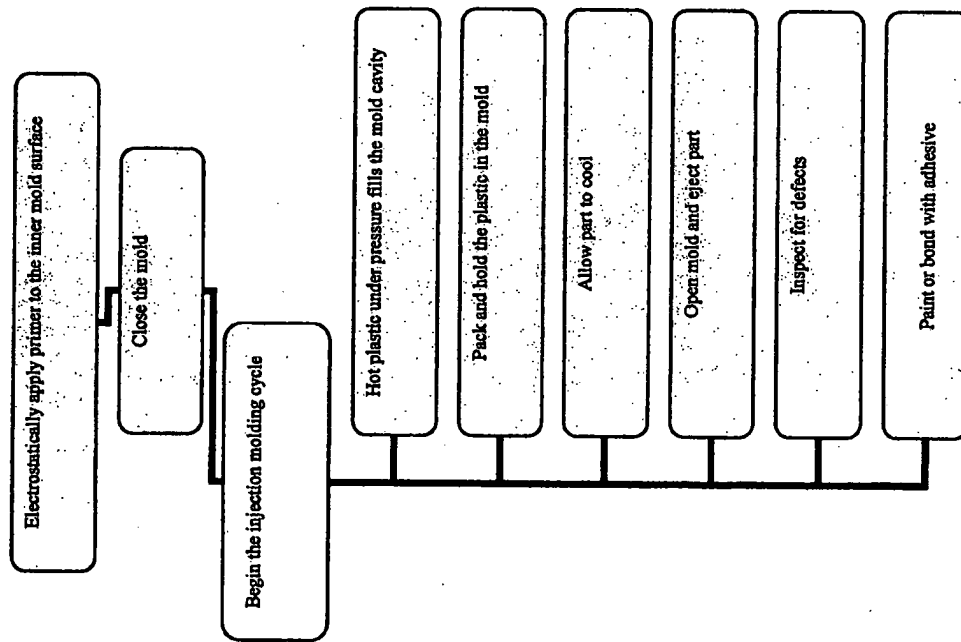 Electrostatically apply primer to the inner mold surface
Close the mold
Begin the injection molding cycle
Hot plastic under pressure fills the mold cavity
Pack and hold the plastic in the mold
Allow part to cool
Open mold and eject part
Inspect for defects
Paint or bond with adhesive